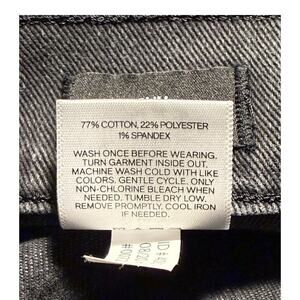 77% COTTON, 22% POLYESTER
1% SPANDEX
WASH ONCE BEFORE WEARING.
TURN GARMENT INSIDE OUT.
MACHINE WASH COLD WITH LIKE
COLORS. GENTLE CYCLE. ONLY
NON-CHLORINE BLEACH WHEN
NEEDED. TUMBLE DRY LOW.
REMOVE PROMPTLY, COOL IRON
IF NEEDED.